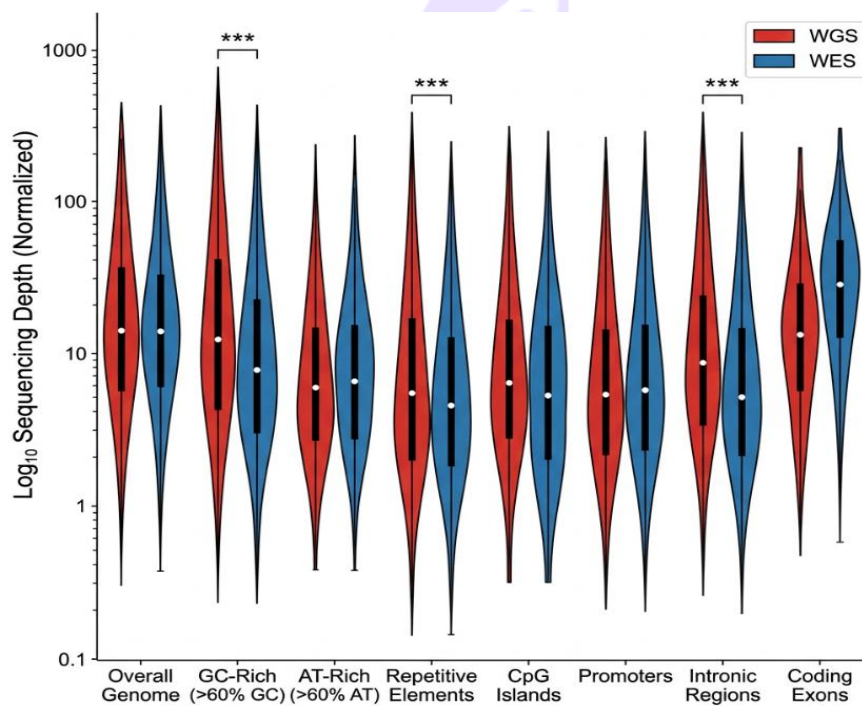 1000
100
10
1
0.1
Log₁₀ Sequencing Depth (Normalized)
***
***
***
WGS
WES
Overall
Genome
GC-Rich
(>60% GC)
AT-Rich
(>60% AT)
Repetitive
Elements
CpG
Islands
Promoters
Intronic
Regions
Coding
Exons